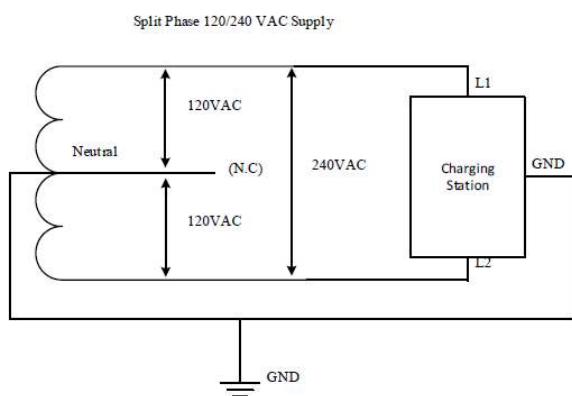 Split Phase 120/240 VAC Supply
L1
120VAC
Neutral
(N.C)
240VAC
GND
Charging
Station
120VAC
L2
GND